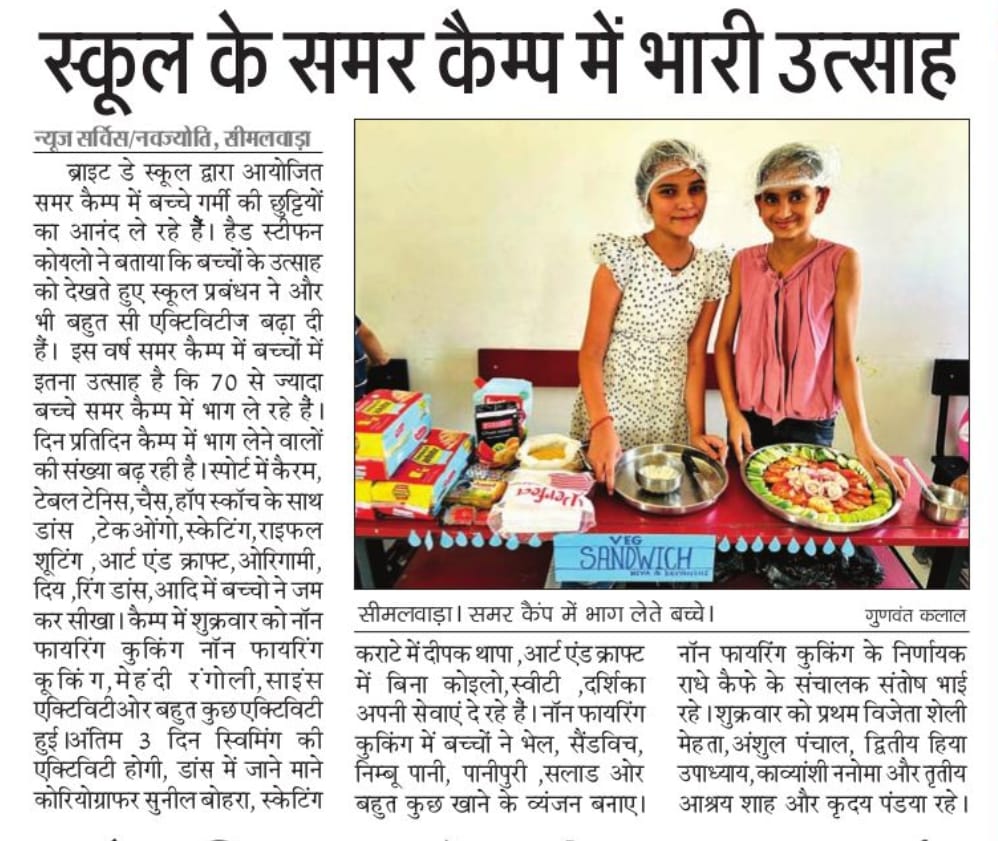 स्कूल के समर कैम्प में भारी उत्साह
न्यूज सर्विस/नवज्योति, सीमलवाड़ा
ब्राइट डे स्कूल द्वारा आयोजित
समर कैम्प में बच्चे गर्मी की छुट्टियों
का आनंद ले रहे हैं। हैड स्टीफन
कोयलो ने बताया कि बच्चों के उत्साह
को देखते हुए स्कूल प्रबंधन ने और
भी बहुत सी एक्टिविटीज बढ़ा दी
हैं। इस वर्ष समर कैम्प में बच्चों में
इतना उत्साह है कि 70 से ज्यादा
बच्चे समर कैम्प में भाग ले रहे हैं।
दिन प्रतिदिन कैम्प में भाग लेने वालों
की संख्या बढ़ रही है। स्पोर्ट में कैरम,
टेबल टेनिस,चैस,हॉप स्कॉच के साथ
डांस ,टेकओंगो,स्केटिंग,राइफल
शूटिंग ,आर्ट एंड क्राफ्ट,ओरिगामी,
दिय ,रिंग डांस,आदि में बच्चो ने जम
कर सीखा। कैम्प में शुक्रवार को नॉन
फायरिंग कुकिंग नॉन फायरिंग
कूकिंग,मेहंदी रंगोली,साइंस
एक्टिविटीओर बहुत कुछ एक्टिविटी
हुई।अंतिम 3 दिन स्विमिंग की
एक्टिविटी होगी, डांस में जाने माने
कोरियोग्राफर सुनील बोहरा, स्केटिंग
Perfect
VEG
SANDWICH
सीमलवाड़ा। समर कैंप में भाग लेते बच्चे। गुणवंत कलाल
कराटे में दीपक थापा ,आर्ट एंड क्राफ्ट
में बिना कोइलो,स्वीटी ,दर्शिका
अपनी सेवाएं दे रहे हैं। नॉन फायरिंग
कुकिंग में बच्चों ने भेल, सैंडविच,
निम्बू पानी, पानीपुरी ,सलाड ओर
बहुत कुछ खाने के व्यंजन बनाए।
नॉन फायरिंग कुकिंग के निर्णायक
राधे कैफे के संचालक संतोष भाई
रहे। शुक्रवार को प्रथम विजेता शेली
मेहता,अंशुल पंचाल, द्वितीय हिया
उपाध्याय,काव्यांशी ननोमा और तृतीय
आश्रय शाह और कृदय पंडया रहे।